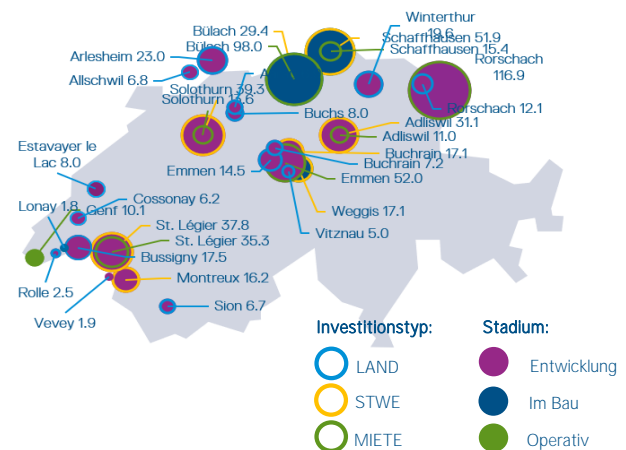 Winterthur
19.6
Bülach 29.4
Bülach 98.0
Schaffhausen 51.9
Schaffhausen 15.4
Rorschach
116.9
Arlesheim 23.0
Allschwil 6.8
Solothurn 39.3
Solothurn 13.6
Buchs 8.0
Rorschach 12.1
Adliswil 31.1
Adliswil 11.0
Buchrain 17.1
Buchrain 7.2
Estavayer le
Lac 8.0
Emmen 14.5
Emmen 52.0
Cossonay 6.2
Lonay 1.8
Genf 10.1
Weggis 17.1
Vitznau 5.0
St. Légier 37.8
St. Légier 35.3
Bussigny 17.5
Montreux 16.2
Rolle 2.5
Sion 6.7
Vevey 1.9
Investitionstyp:
LAND
STWE
MIETE
Stadium:
Entwicklung
Im Bau
Operativ